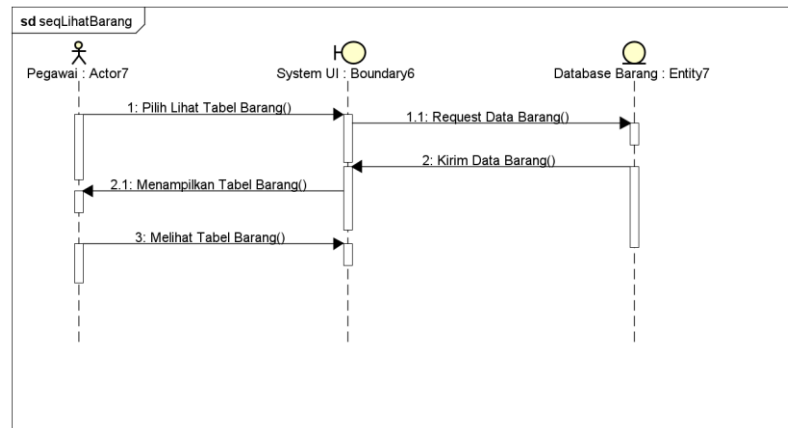 sd seqLihatBarang
Pegawai : Actor7
System UI : Boundary6
Database Barang : Entity7
1: Pilih Lihat Tabel Barang()
1.1: Request Data Barang()
2: Kirim Data Barang()
2.1: Menampilkan Tabel Barang()
3: Melihat Tabel Barang()